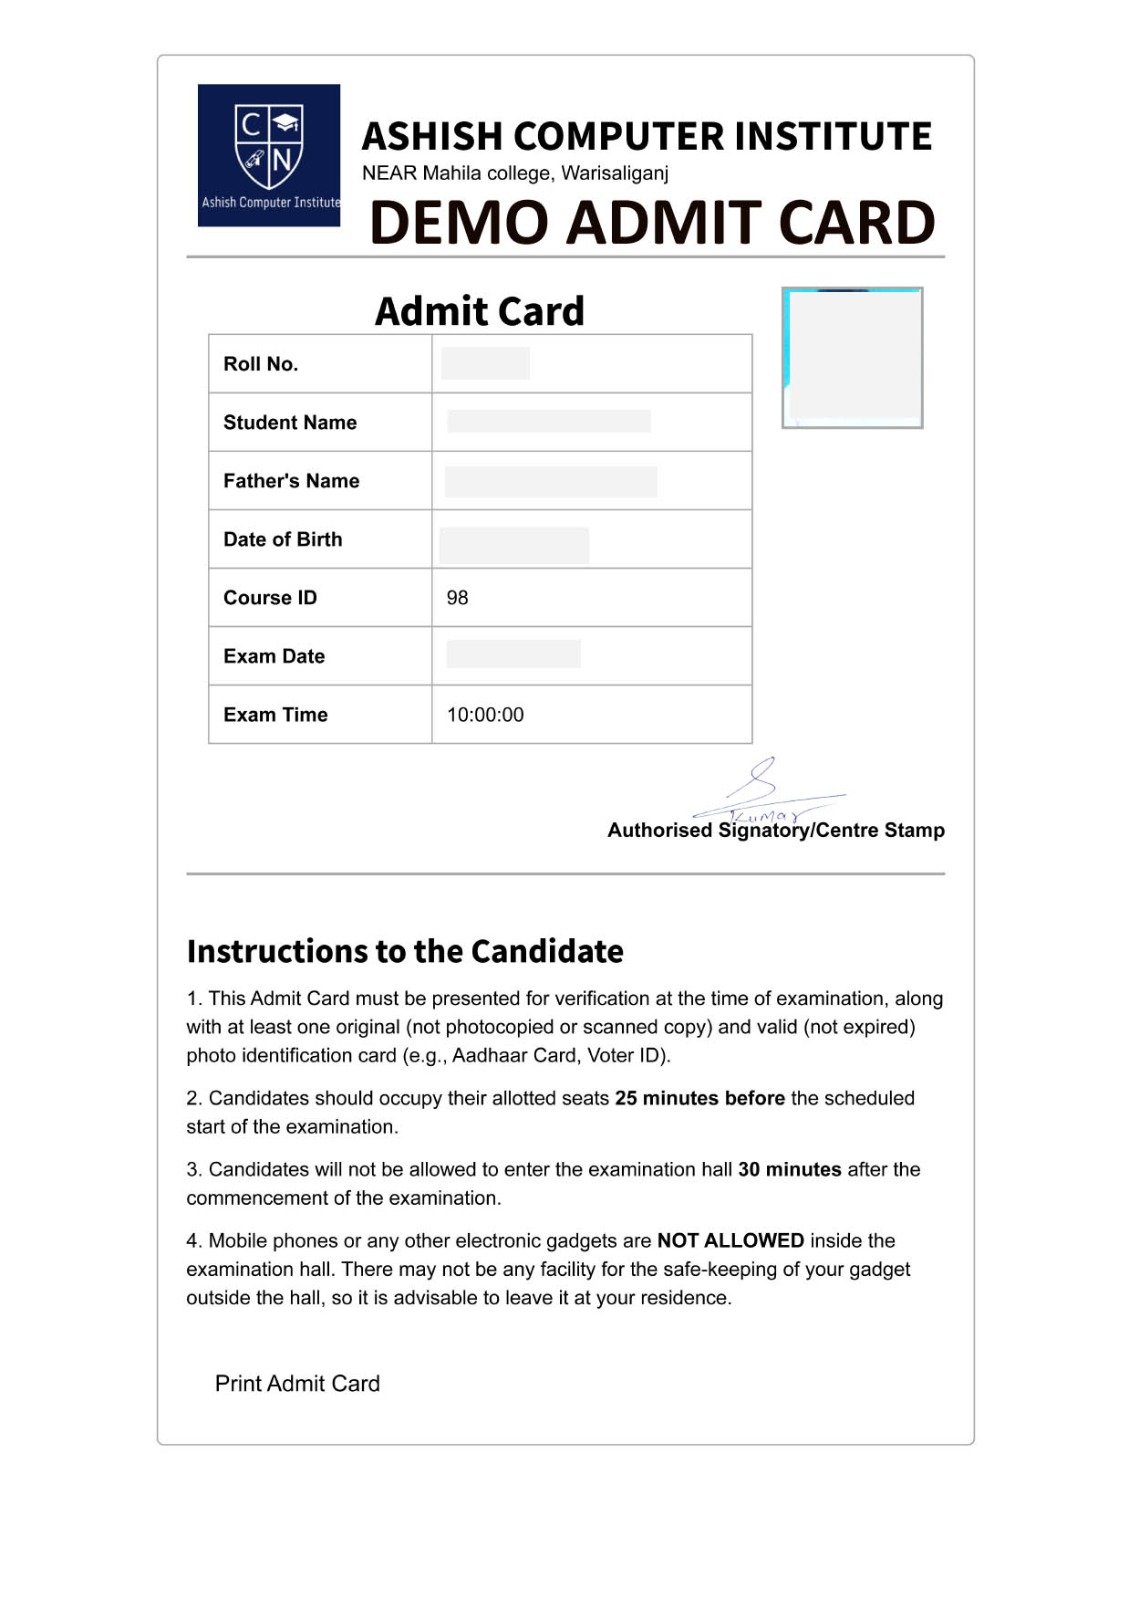 C
N
Ashish Computer Institute
ASHISH COMPUTER INSTITUTE
NEAR Mahila college, Warisaliganj
DEMO ADMIT CARD
Admit Card
Roll No.
Student Name
Father's Name
Date of Birth
Course ID 98
Exam Date
Exam Time 10:00:00
S
Kumar
Authorised Signatory/Centre Stamp
Instructions to the Candidate
1. This Admit Card must be presented for verification at the time of examination, along
with at least one original (not photocopied or scanned copy) and valid (not expired)
photo identification card (e.g., Aadhaar Card, Voter ID).
2. Candidates should occupy their allotted seats 25 minutes before the scheduled
start of the examination.
3. Candidates will not be allowed to enter the examination hall 30 minutes after the
commencement of the examination.
4. Mobile phones or any other electronic gadgets are NOT ALLOWED inside the
examination hall. There may not be any facility for the safe-keeping of your gadget
outside the hall, so it is advisable to leave it at your residence.
Print Admit Card